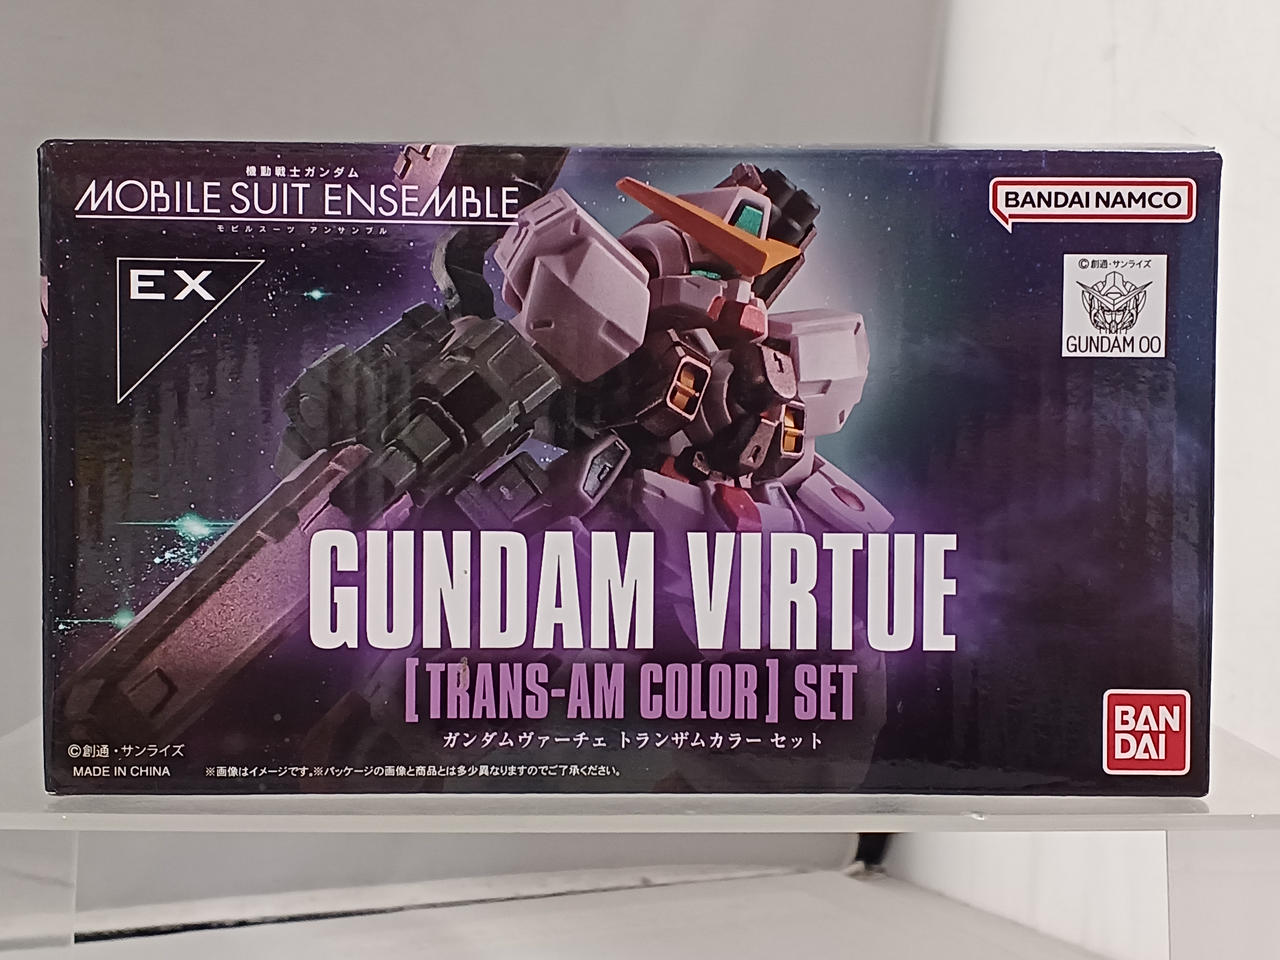 機動戦士ガンダム
MOBILE SUIT ENSEMBLE
モビルスーツ アンサンブル
EX
BANDAI NAMCO
©創通・サンライズ
GUNDAM 00
GUNDAM VIRTUE
[TRANS-AM COLOR] SET
ガンダムヴァーチェ トランザムカラー セット
©創通・サンライズ
MADE IN CHINA
※画像はイメージです。※パッケージの画像と商品とは多少異なりますのでご了承ください。
BAN
DAI